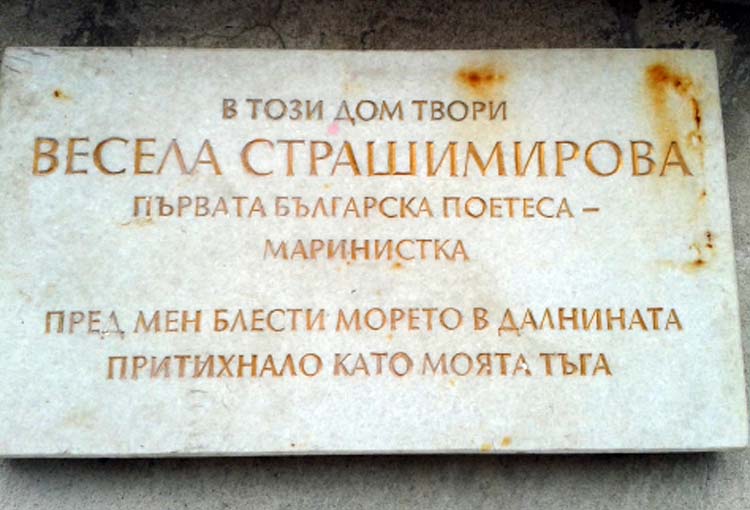 В ТОЗИ ДОМ ТВОРИ
ВЕСЕЛА СТРАШИМИРОВА
ПЪРВАТА БЪЛГАРСКА ПОЕТЕСА –
МАРИНИСТКА
ПРЕД МЕН БЛЕСТИ МОРЕТО В ДАЛНИНАТА
ПРИТИХНАЛО КАТО МОЯТА ТЪГА